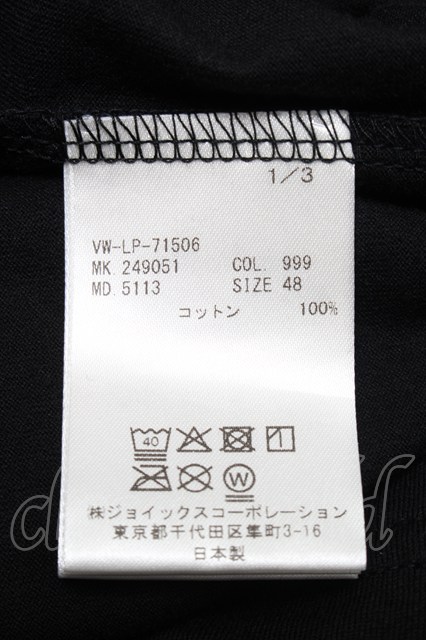 1/3
VW-LP-71506
MK. 249051 COL. 999
MD. 5113 SIZE 48
コットン 100%
40
W
㈱ジョイックスコーポレーション
東京都千代田区隼町3-16
日本製